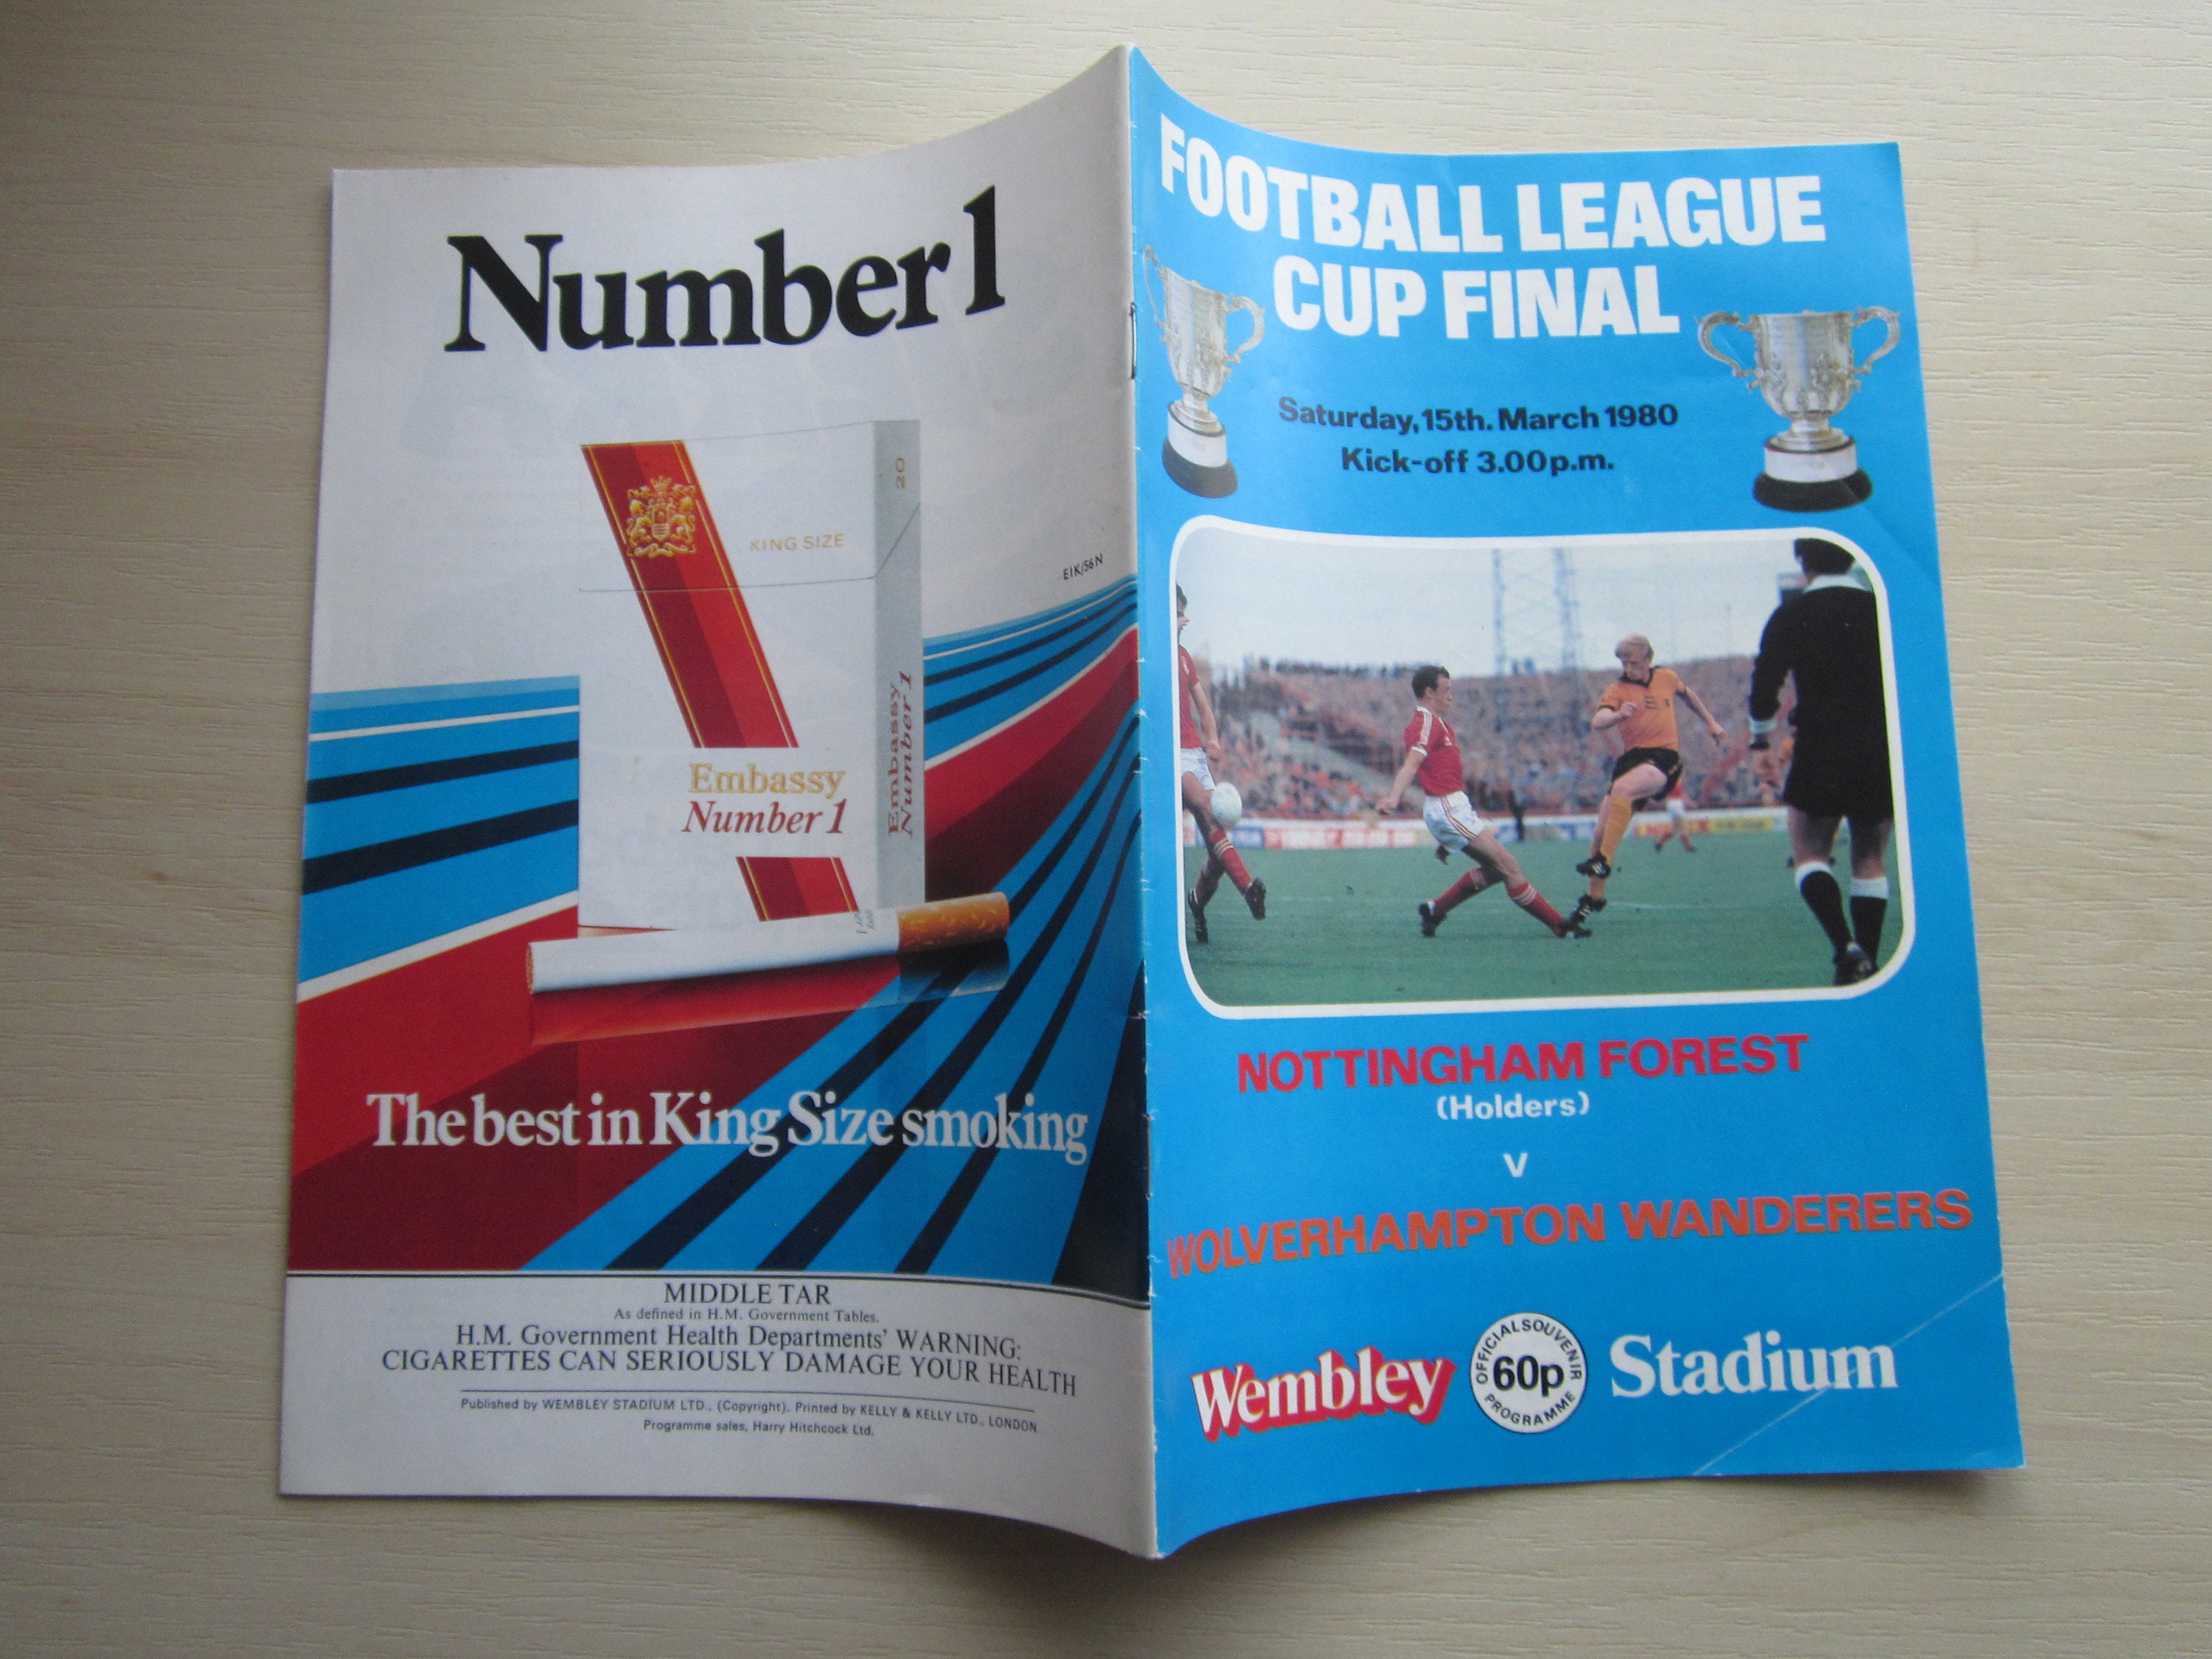 Number 1
20
KING SIZE
E1K/56N
Embassy
Number 1
Embassy
Number 1
The best in King Size smoking
MIDDLE TAR
As defined in H.M. Government Tables.
H.M. Government Health Departments' WARNING:
CIGARETTES CAN SERIOUSLY DAMAGE YOUR HEALTH
Published by WEMBLEY STADIUM LTD., (Copyright). Printed by KELLY & KELLY LTD., LONDON
Programme sales, Harry Hitchcock Ltd.
FOOTBALL LEAGUE
CUP FINAL
Saturday, 15th. March 1980
Kick-off 3.00p.m.
NOTTINGHAM FOREST
(Holders)
v
WOLVERHAMPTON WANDERERS
Wembley
OFFICIAL SOUVENIR
60p
PROGRAMME
Stadium